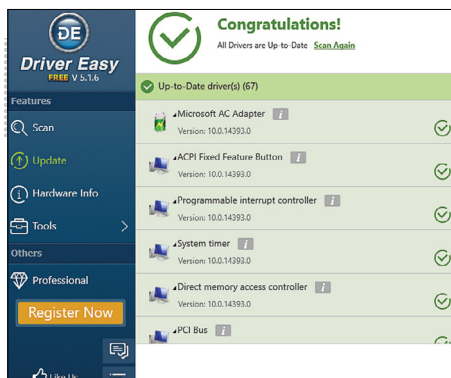 DE
Driver Easy
FREE V 5.1.6
Features
Scan
Update
Hardware Info
Tools
Others
Professional
Register Now
Like Us
Congratulations!
All Drivers are Up-to-Date Scan Again
Up-to-Date driver(s) (67)
Microsoft AC Adapter i
Version: 10.0.14393.0
ACPI Fixed Feature Button i
Version: 10.0.14393.0
Programmable interrupt controller i
Version: 10.0.14393.0
System timer i
Version: 10.0.14393.0
Direct memory access controller i
Version: 10.0.14393.0
PCI Bus i